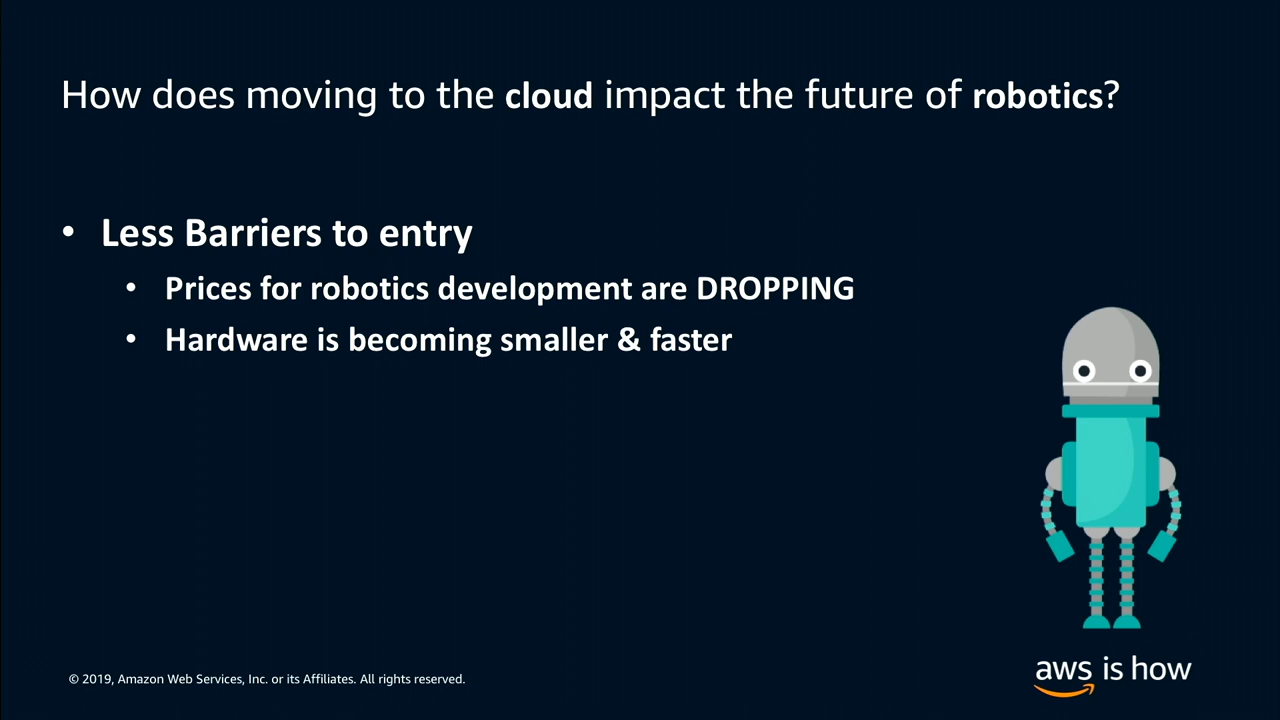 How does moving to the cloud impact the future of robotics?
• Less Barriers to entry
• Prices for robotics development are DROPPING
• Hardware is becoming smaller & faster
© 2019, Amazon Web Services, Inc. or its Affiliates. All rights reserved.
aws is how